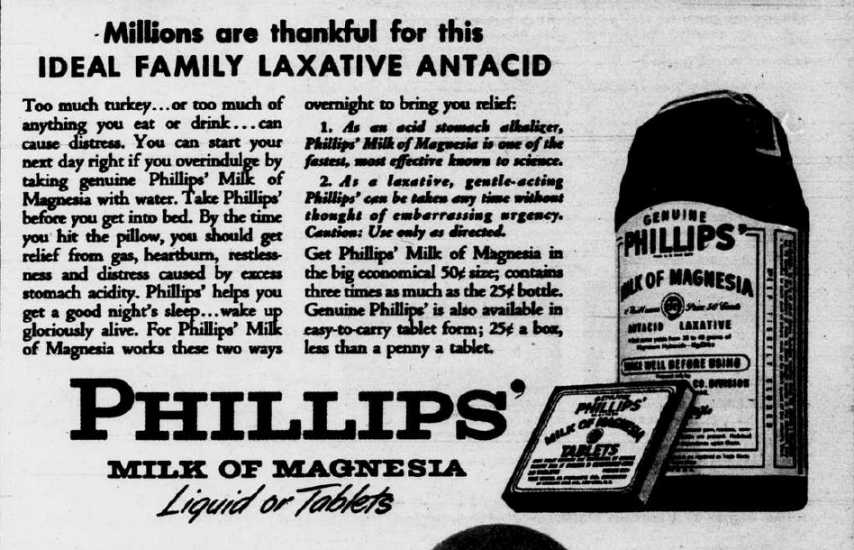 Millions are thankful for this
IDEAL FAMILY LAXATIVE ANTACID
Too much turkey...or too much of
anything you eat or drink...can
cause distress. You can start your
next day right if you overindulge by
taking genuine Phillips' Milk of
Magnesia with water. Take Phillips'
before you get into bed. By the time
you hit the pillow, you should get
relief from gas, heartburn, restless-
ness and distress caused by excess
stomach acidity. Phillips' helps you
get a good night's sleep...wake up
gloriously alive. For Phillips' Milk
of Magnesia works these two ways
overnight to bring you relief:
1. As an acid stomach alkalizer,
Phillips' Milk of Magnesia is one of the
fastest, most effective known to science.
2. As a laxative, gentle-acting
Phillips' can be taken any time without
thought of embarrassing urgency.
Caution: Use only as directed.
Get Phillips' Milk of Magnesia in
the big economical 50¢ size; contains
three times as much as the 25¢ bottle.
Genuine Phillips' is also available in
easy-to-carry tablet form; 25¢ a box,
less than a penny a tablet.
PHILLIPS'
MILK OF MAGNESIA
Liquid or Tablets
GENUINE
PHILLIPS'
MILK OF MAGNESIA
Price 50 Cents
ANTACID LAXATIVE
WELL BEFORE USING
CO. DIVISION
PHILLIPS'
MILK OF MAGNESIA
TABLETS